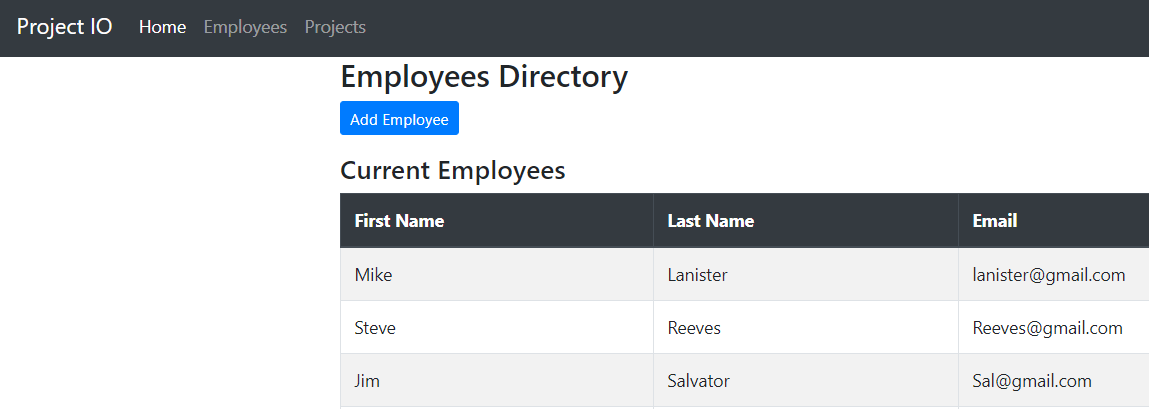 Project IO Home Employees Projects
Employees Directory
Add Employee
Current Employees
First Name Last Name Email
Mike Lanister lanister@gmail.com
Steve Reeves Reeves@gmail.com
Jim Salvator Sal@gmail.com